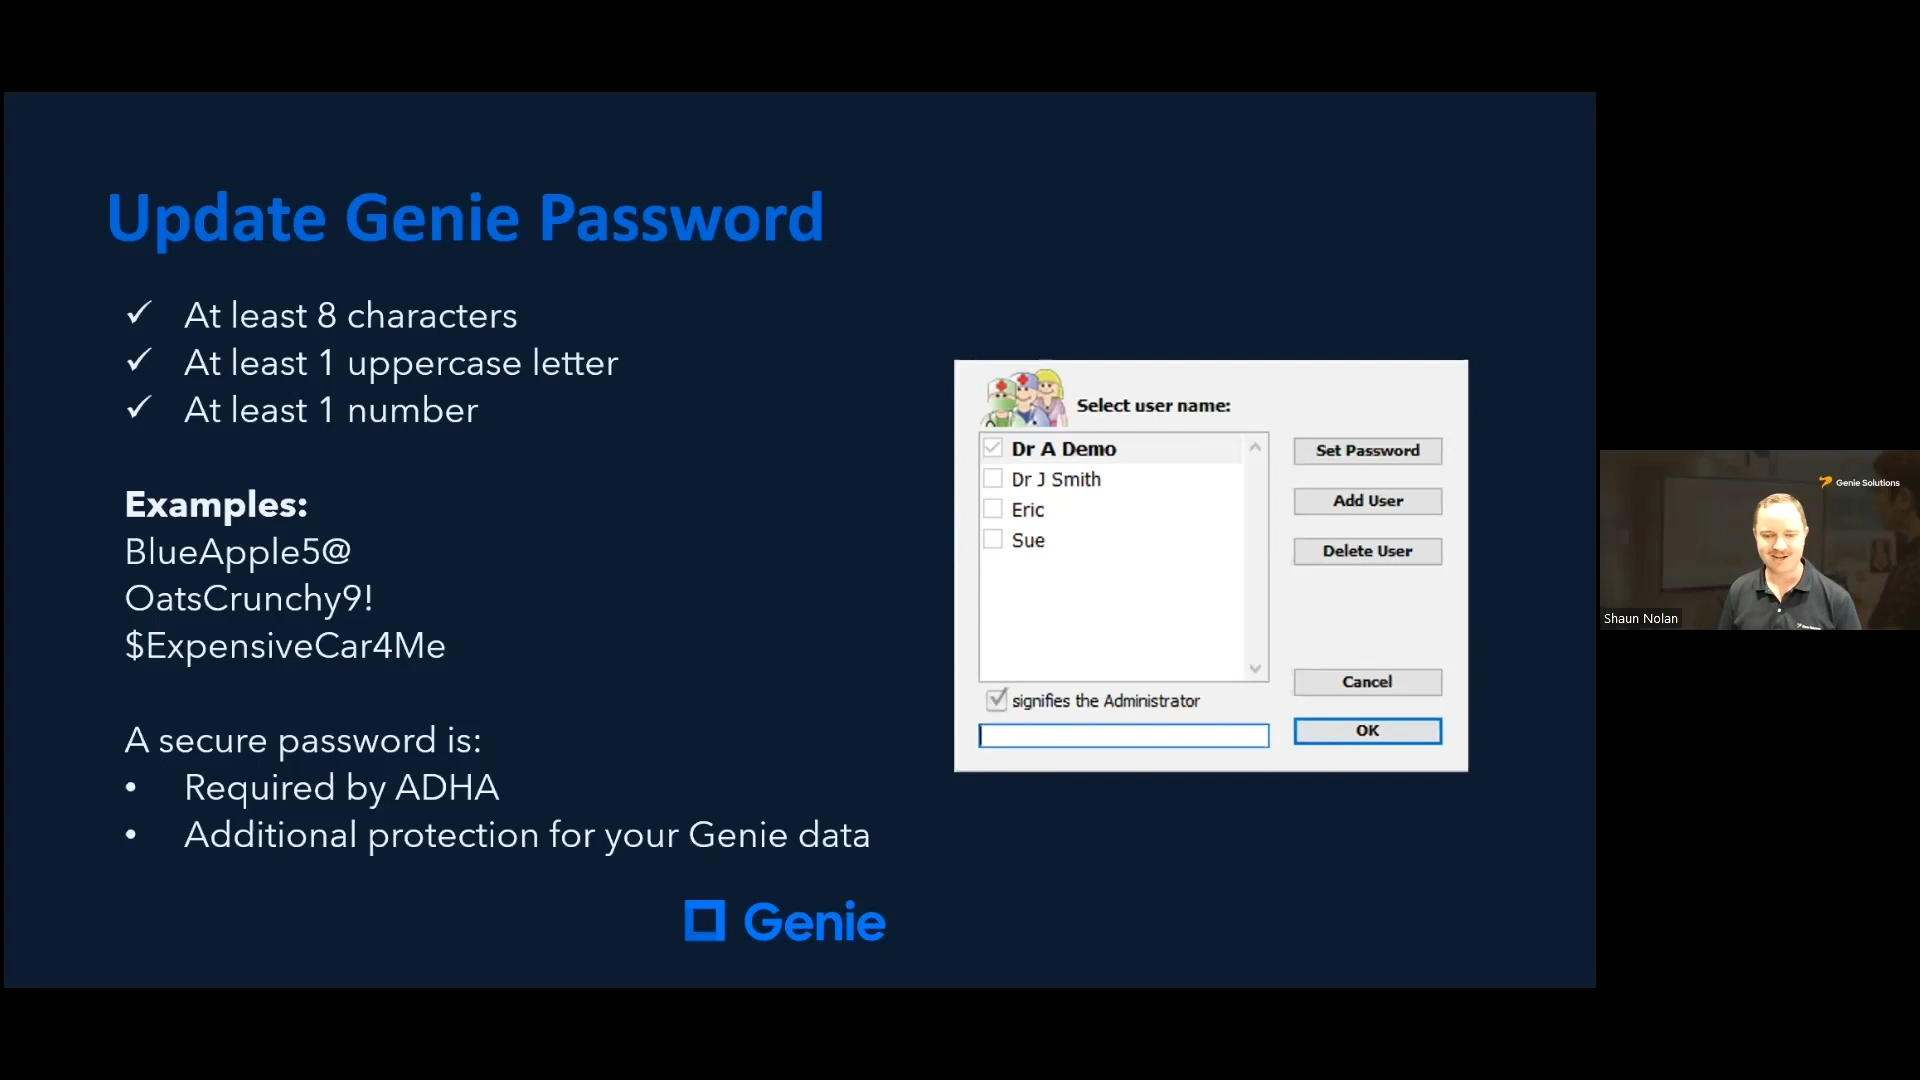 Update Genie Password
✓ At least 8 characters
✓ At least 1 uppercase letter
✓ At least 1 number
Examples:
BlueApple5@
OatsCrunchy9!
$ExpensiveCar4Me
A secure password is:
• Required by ADHA
• Additional protection for your Genie data
Genie
Select user name:
Dr A Demo
Dr J Smith
Eric
Sue
signifies the Administrator
Set Password
Add User
Delete User
Cancel
OK
Genie Solutions
Shaun Nolan